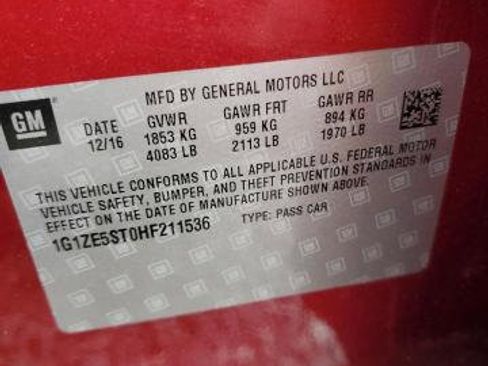 GM
MFD BY GENERAL MOTORS LLC
DATE GVWR GAWR FRT GAWR RR
12/16 1853 KG 959 KG 894 KG
4083 LB 2113 LB 1970 LB
THIS VEHICLE CONFORMS TO ALL APPLICABLE U.S. FEDERAL MOTOR
VEHICLE SAFETY, BUMPER, AND THEFT PREVENTION STANDARDS IN
EFFECT ON THE DATE OF MANUFACTURE SHOWN ABOVE.
1G1ZE5ST0HF211536 TYPE: PASS CAR